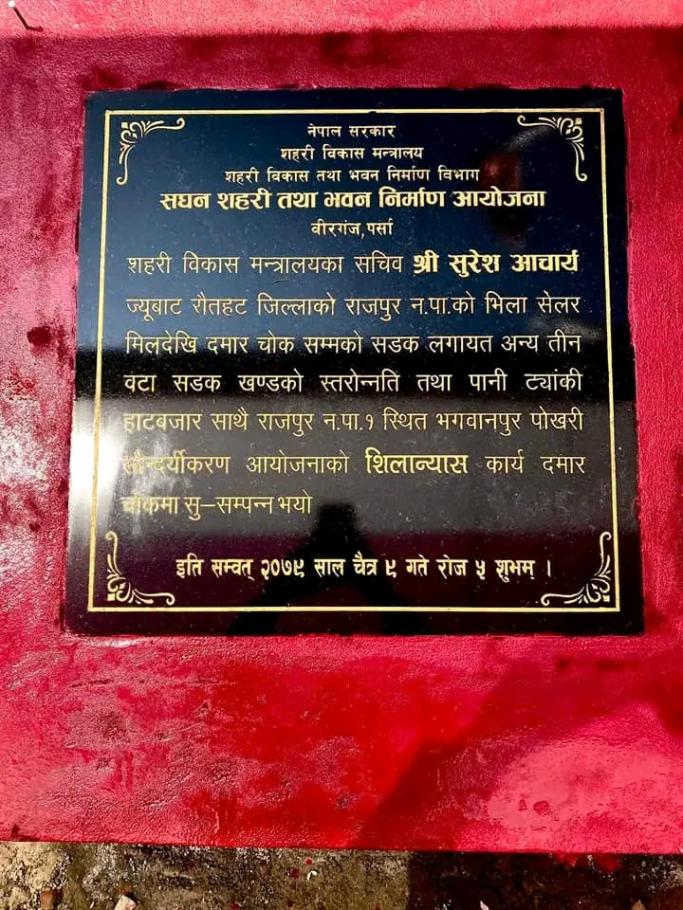 नेपाल सरकार
शहरी विकास मन्त्रालय
शहरी विकास तथा भवन निर्माण विभाग
सघन शहरी तथा भवन निर्माण आयोजना
वीरगंज,पर्सा
शहरी विकास मन्त्रालयका सचिव श्री सुरेश आचार्य
ज्यूबाट रौतहट जिल्लाको राजपुर न.पा.को भिला सेलर
मिलदेखि दमार चोक सम्मको सडक लगायत अन्य तीन
वटा सडक खण्डको स्तरोन्नति तथा पानी ट्यांकी
हाटबजार साथै राजपुर न.पा.१ स्थित भगवानपुर पोखरी
सौन्दर्यीकरण आयोजनाको शिलान्यास कार्य दमार
चोकमा सु–सम्पन्न भयो
इति सम्वत् २०७९ साल चैत्र ९ गते रोज ५ शुभम् ।